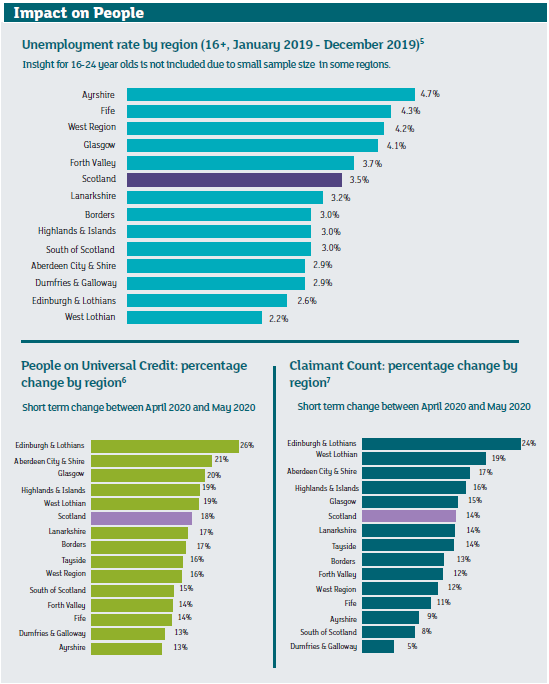 Impact on People
Unemployment rate by region (16+, January 2019 - December 2019)5
Insight for 16-24 year olds is not included due to small sample size in some regions.
Ayrshire 4.7%
Fife 4.3%
West Region 4.2%
Glasgow 4.1%
Forth Valley 3.7%
Scotland 3.5%
Lanarkshire 3.2%
Borders 3.0%
Highlands & Islands 3.0%
South of Scotland 3.0%
Aberdeen City & Shire 2.9%
Dumfries & Galloway 2.9%
Edinburgh & Lothians 2.6%
West Lothian 2.2%
People on Universal Credit: percentage
change by region6
Short term change between April 2020 and May 2020
Edinburgh & Lothians 26%
Aberdeen City & Shire 21%
Glasgow 20%
Highlands & Islands 19%
West Lothian 19%
Scotland 18%
Lanarkshire 17%
Borders 17%
Tayside 16%
West Region 16%
South of Scotland 15%
Forth Valley 14%
Fife 14%
Dumfries & Galloway 13%
Ayrshire 13%
Claimant Count: percentage change by
region7
Short term change between April 2020 and May 2020
Edinburgh & Lothians 24%
West Lothian 19%
Aberdeen City & Shire 17%
Highlands & Islands 16%
Glasgow 15%
Scotland 14%
Lanarkshire 14%
Tayside 14%
Borders 13%
Forth Valley 12%
West Region 12%
Fife 11%
Ayrshire 9%
South of Scotland 8%
Dumfries & Galloway 5%